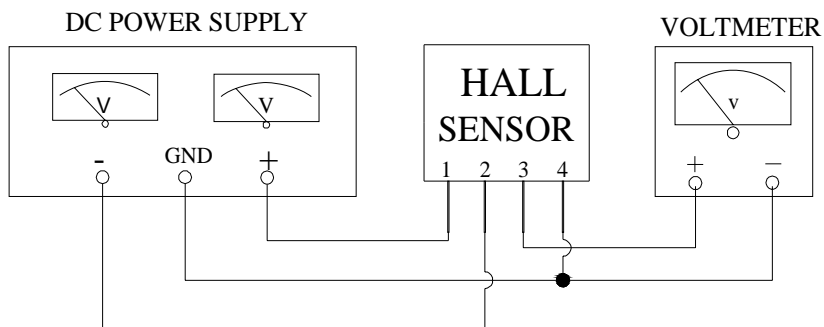 DC POWER SUPPLY
V
V
-
GND
+
HALL
SENSOR
1 2 3 4
VOLTMETER
v
+
−